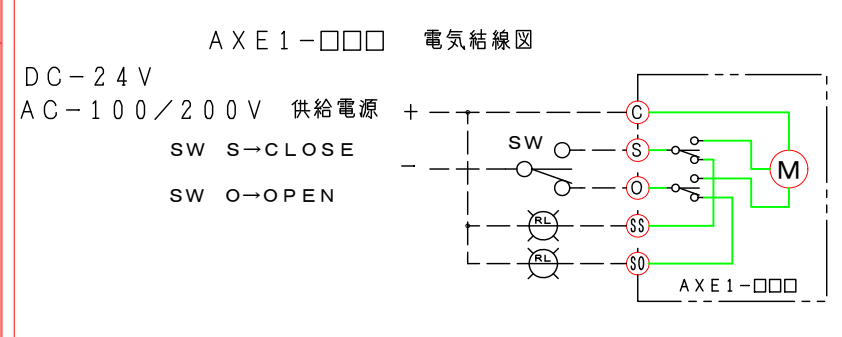 AXE1-□□□ 電気結線図
DC-24V
AC-100/200V 供給電源 + -
SW S→CLOSE
SW O→OPEN
SW
C
S
O
SS
SO
RL
RL
M
AXE1-□□□